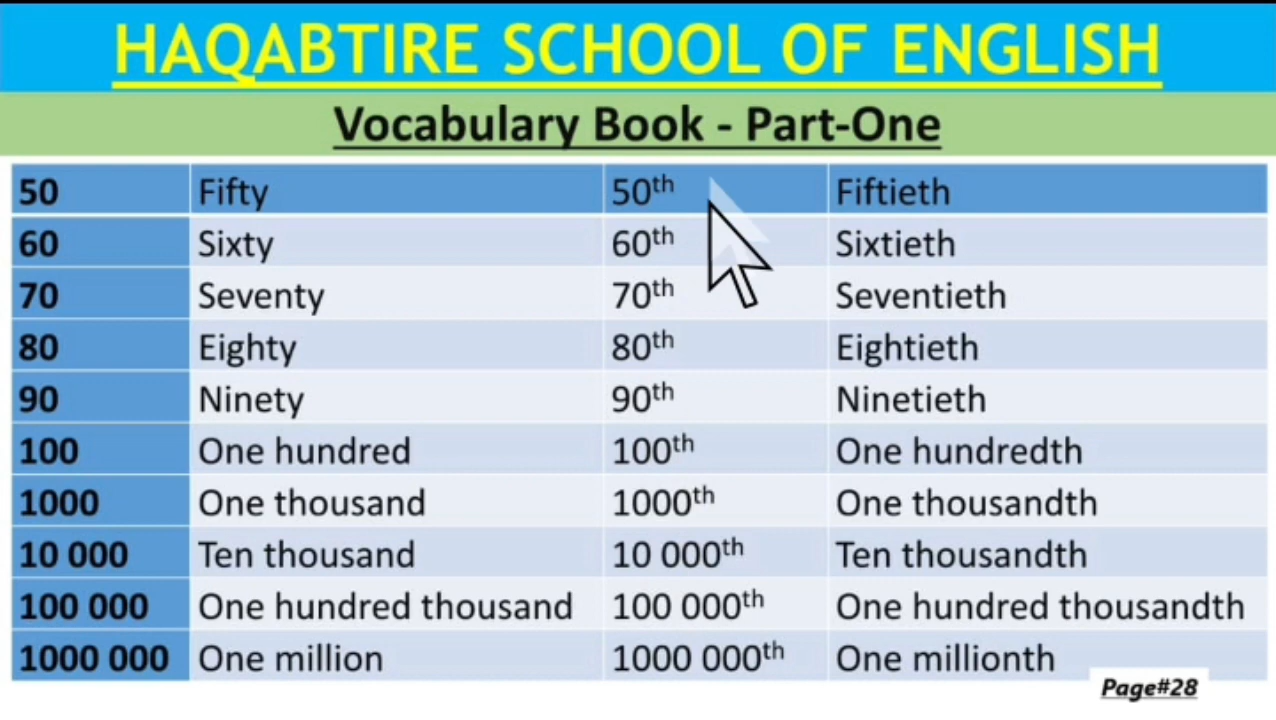 HAQABTIRE SCHOOL OF ENGLISH
Vocabulary Book - Part-One
50 Fifty 50th Fiftieth
60 Sixty 60th Sixtieth
70 Seventy 70th Seventieth
80 Eighty 80th Eightieth
90 Ninety 90th Ninetieth
100 One hundred 100th One hundredth
1000 One thousand 1000th One thousandth
10 000 Ten thousand 10 000th Ten thousandth
100 000 One hundred thousand 100 000th One hundred thousandth
1000 000 One million 1000 000th One millionth
Page#28